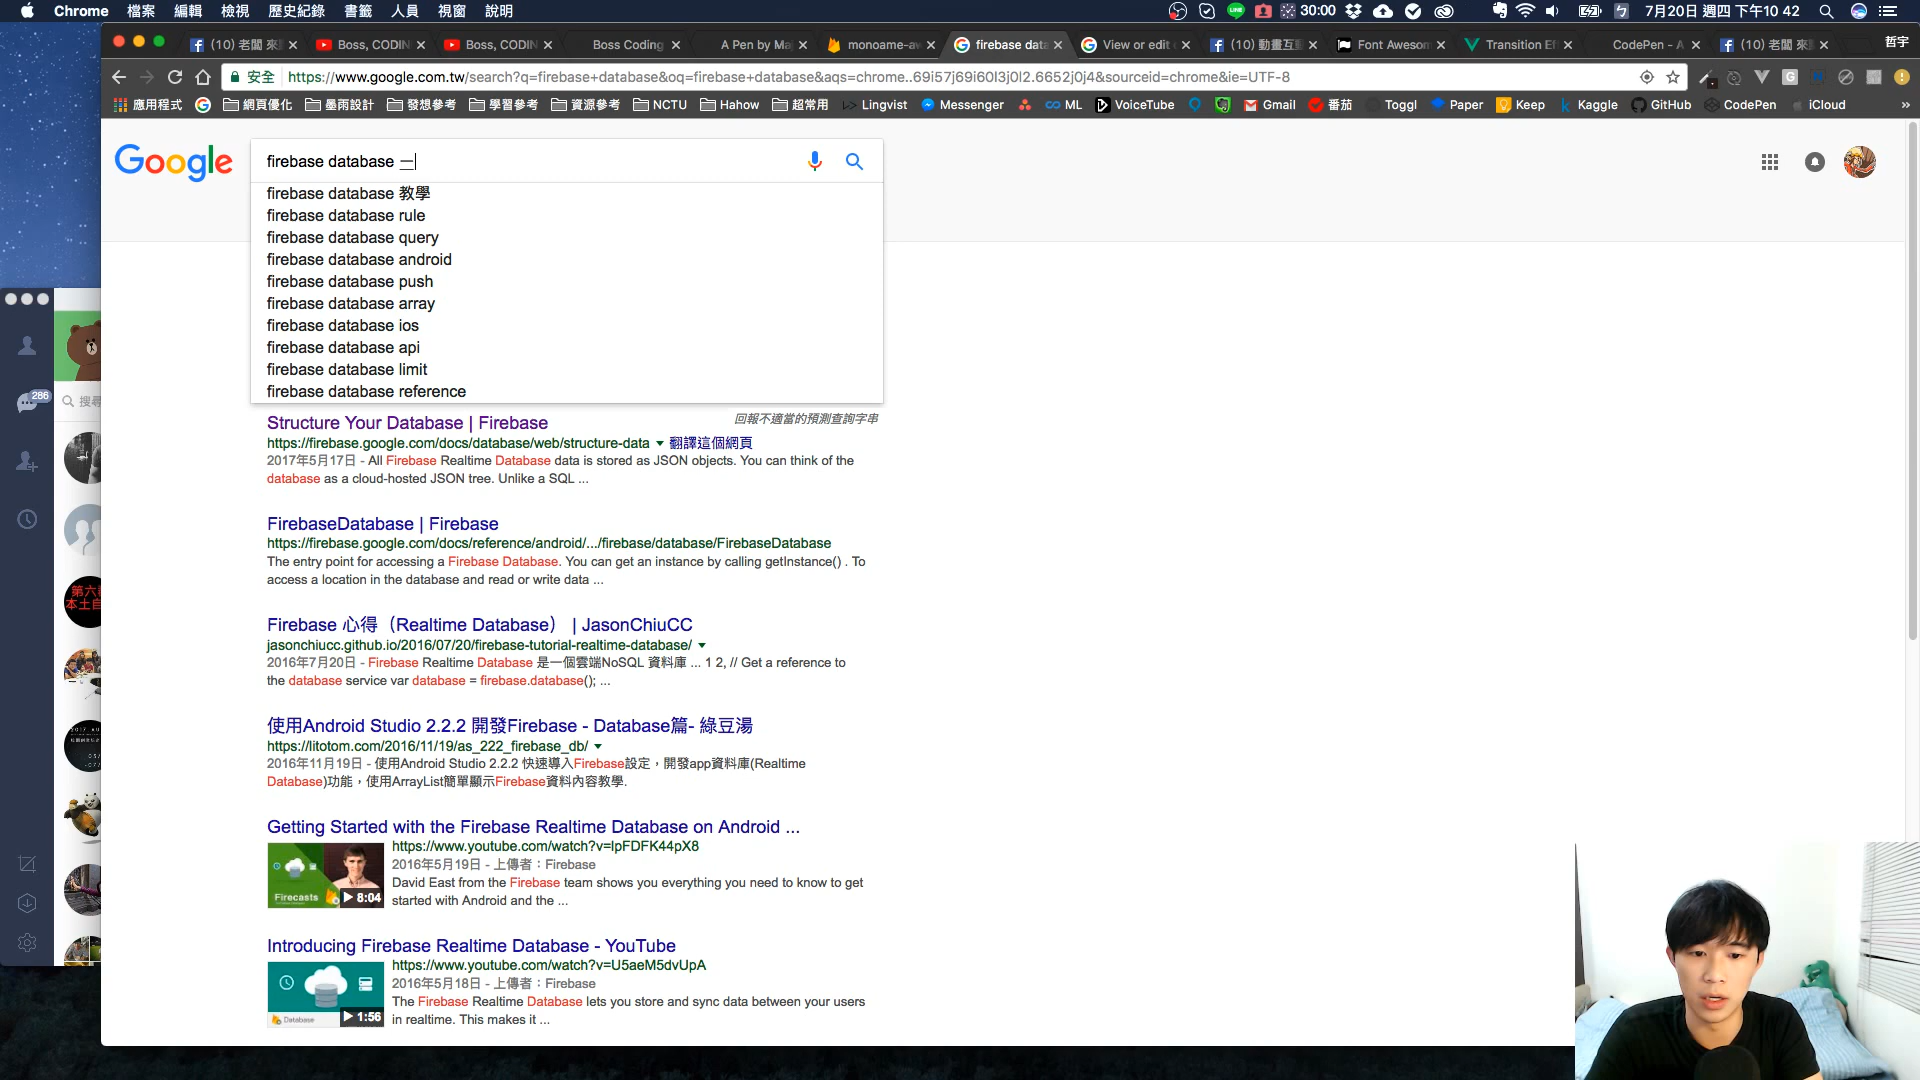 Chrome 檔案 編輯 檢視 歷史紀錄 書籤 人員 視窗 說明
30:00 7月20日 週四 下午10 42
(10) 老闆 來 Boss, CODIN Boss, CODIN Boss Coding A Pen by Ma monoame-aw firebase data View or edit (10) 動畫互動 Font Awesom Transition Ef CodePen - A (10) 老闆 來 哲宇
安全 https://www.google.com.tw/search?q=firebase+database&oq=firebase+database&aqs=chrome..69i57j69i60l3j0l2.6652j0j4&sourceid=chrome&ie=UTF-8
應用程式 網頁優化 墨雨設計 發想參考 學習參考 資源參考 NCTU Hahow 超常用 Lingvist Messenger ML VoiceTube Gmail 番茄 Toggl Paper Keep Kaggle GitHub CodePen iCloud »
Google
firebase database
firebase database 教學
firebase database rule
firebase database query
firebase database android
firebase database push
firebase database array
firebase database ios
firebase database api
firebase database limit
firebase database reference
回報不適當的預測查詢字串
286
搜尋
Structure Your Database | Firebase
https://firebase.google.com/docs/database/web/structure-data 翻譯這個網頁
2017年5月17日 - All Firebase Realtime Database data is stored as JSON objects. You can think of the
database as a cloud-hosted JSON tree. Unlike a SQL ...
FirebaseDatabase | Firebase
https://firebase.google.com/docs/reference/android/.../firebase/database/FirebaseDatabase
The entry point for accessing a Firebase Database. You can get an instance by calling getInstance() . To
access a location in the database and read or write data ...
Firebase 心得（Realtime Database） | JasonChiuCC
jasonchiucc.github.io/2016/07/20/firebase-tutorial-realtime-database/
2016年7月20日 - Firebase Realtime Database 是一個雲端NoSQL 資料庫 ... 1 2, // Get a reference to
the database service var database = firebase.database(); ...
使用Android Studio 2.2.2 開發Firebase - Database篇- 綠豆湯
https://litotom.com/2016/11/19/as_222_firebase_db/
2016年11月19日 - 使用Android Studio 2.2.2 快速導入Firebase設定，開發app資料庫(Realtime
Database)功能，使用ArrayList簡單顯示Firebase資料內容教學.
Getting Started with the Firebase Realtime Database on Android ...
https://www.youtube.com/watch?v=lpFDFK44pX8
2016年5月19日 - 上傳者：Firebase
David East from the Firebase team shows you everything you need to know to get
started with Android and the ...
Firecasts 8:04
Introducing Firebase Realtime Database - YouTube
https://www.youtube.com/watch?v=U5aeM5dvUpA
2016年5月18日 - 上傳者：Firebase
The Firebase Realtime Database lets you store and sync data between your users
in realtime. This makes it ...
Database 1:56